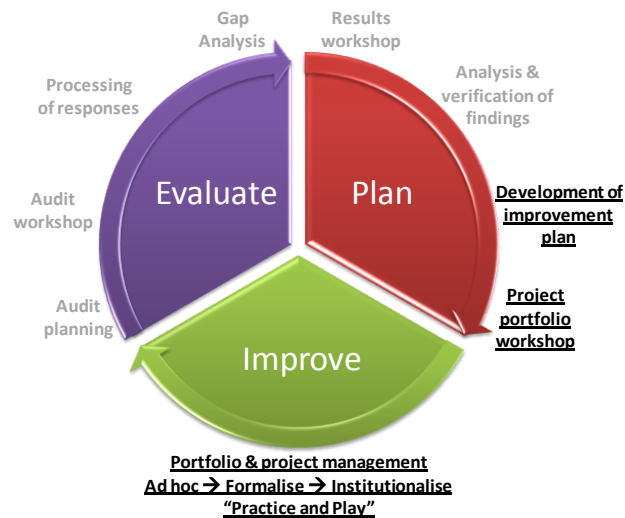 Gap
Analysis
Results
workshop
Processing
of responses
Analysis &
verification of
findings
Evaluate
Plan
Audit
workshop
Development of
improvement
plan
Audit
planning
Project
portfolio
workshop
Improve
Portfolio & project management
Ad hoc → Formalise → Institutionalise
“Practice and Play”